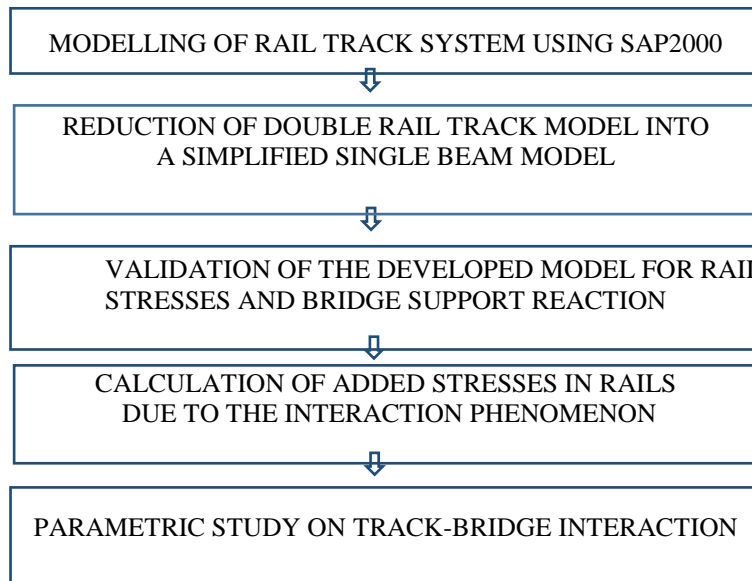 MODELLING OF RAIL TRACK SYSTEM USING SAP2000
REDUCTION OF DOUBLE RAIL TRACK MODEL INTO
A SIMPLIFIED SINGLE BEAM MODEL
VALIDATION OF THE DEVELOPED MODEL FOR RAIL
STRESSES AND BRIDGE SUPPORT REACTION
CALCULATION OF ADDED STRESSES IN RAILS
DUE TO THE INTERACTION PHENOMENON
PARAMETRIC STUDY ON TRACK-BRIDGE INTERACTION